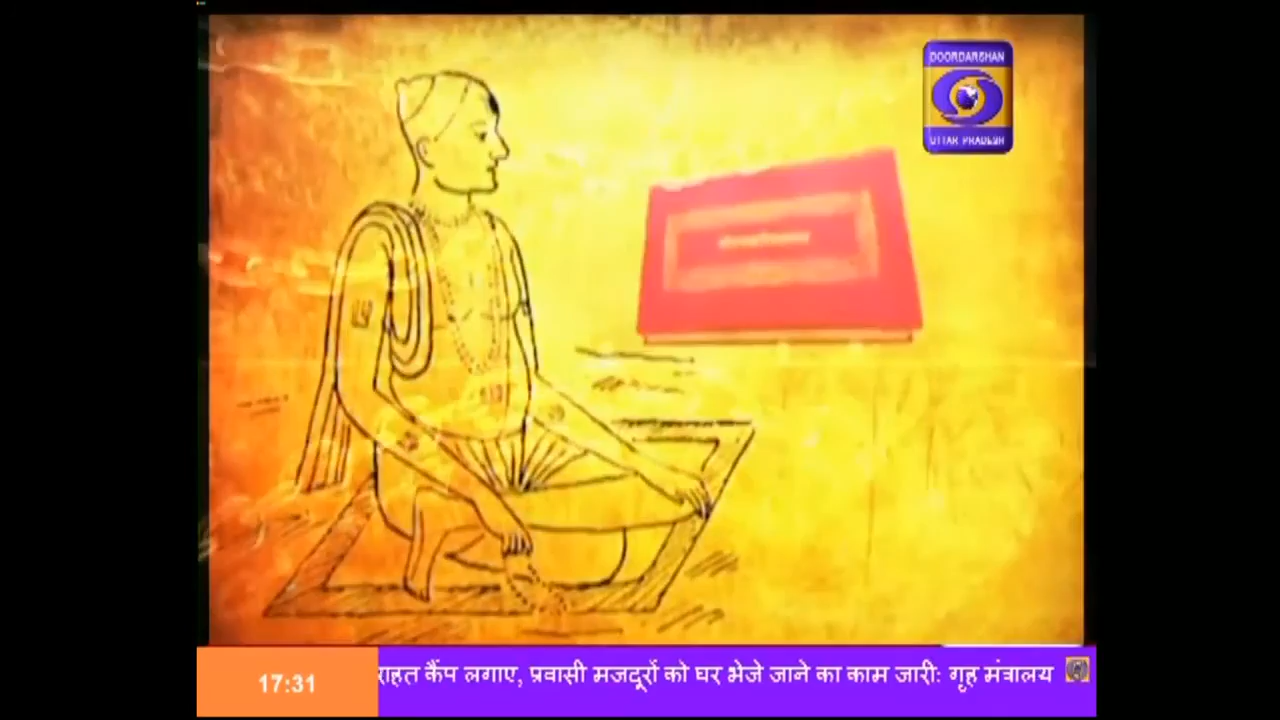 DOORDARSHAN
UTTAR PRADESH
17:31
राहत कैंप लगाए, प्रवासी मजदूरों को घर भेजे जाने का काम जारी: गृह मंत्रालय